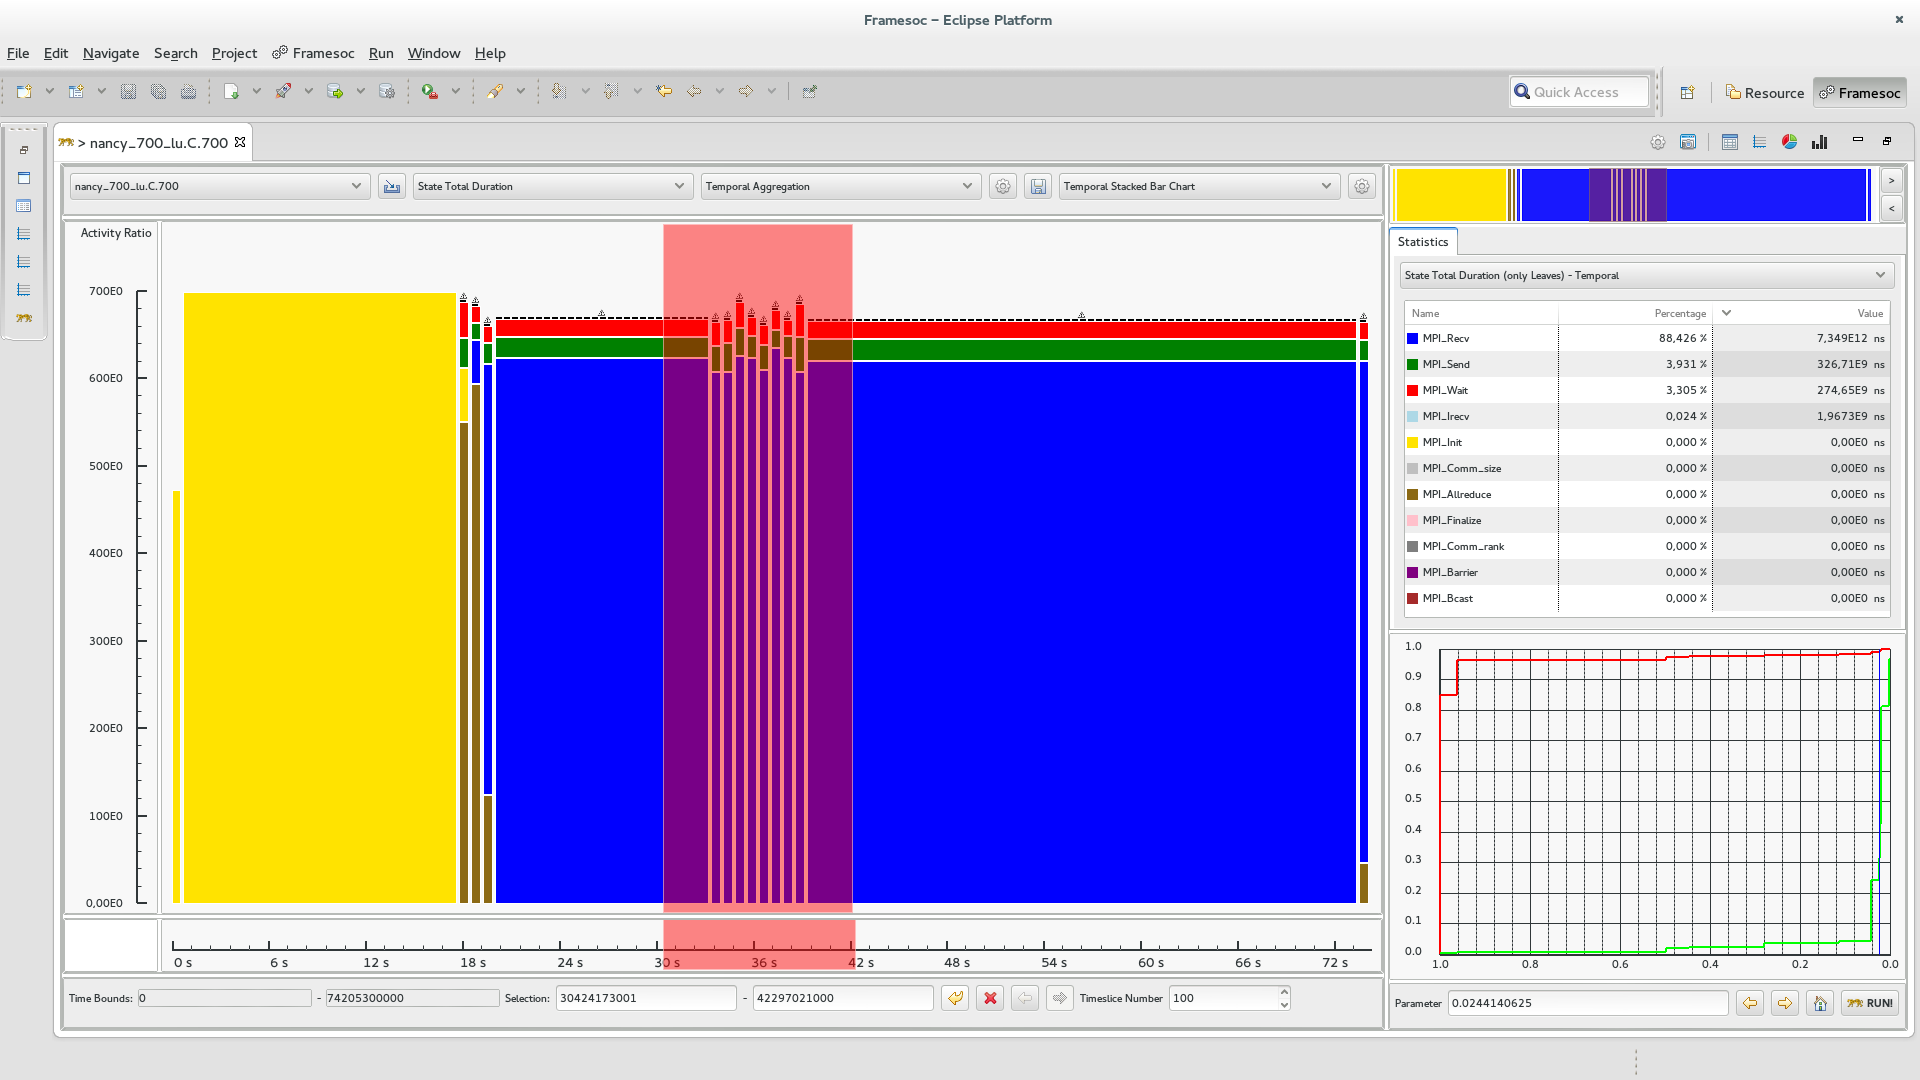 Framesoc – Eclipse Platform
File Edit Navigate Search Project Framesoc Run Window Help
Quick Access
Resource
Framesoc
> nancy_700_lu.C.700
nancy_700_lu.C.700
State Total Duration
Temporal Aggregation
Temporal Stacked Bar Chart
>
<
Activity Ratio
700E0
600E0
500E0
400E0
300E0
200E0
100E0
0,00E0
0 s 6 s 12 s 18 s 24 s 30 s 36 s 42 s 48 s 54 s 60 s 66 s 72 s
Time Bounds: 0 - 74205300000 Selection: 30424173001 - 42297021000 Timeslice Number 100
Statistics
State Total Duration (only Leaves) - Temporal
Name Percentage Value
MPI_Recv 88,426 % 7,349E12 ns
MPI_Send 3,931 % 326,71E9 ns
MPI_Wait 3,305 % 274,65E9 ns
MPI_Irecv 0,024 % 1,9673E9 ns
MPI_Init 0,000 % 0,00E0 ns
MPI_Comm_size 0,000 % 0,00E0 ns
MPI_Allreduce 0,000 % 0,00E0 ns
MPI_Finalize 0,000 % 0,00E0 ns
MPI_Comm_rank 0,000 % 0,00E0 ns
MPI_Barrier 0,000 % 0,00E0 ns
MPI_Bcast 0,000 % 0,00E0 ns
1.0
0.9
0.8
0.7
0.6
0.5
0.4
0.3
0.2
0.1
0.0
1.0 0.8 0.6 0.4 0.2 0.0
Parameter 0.0244140625 RUN!